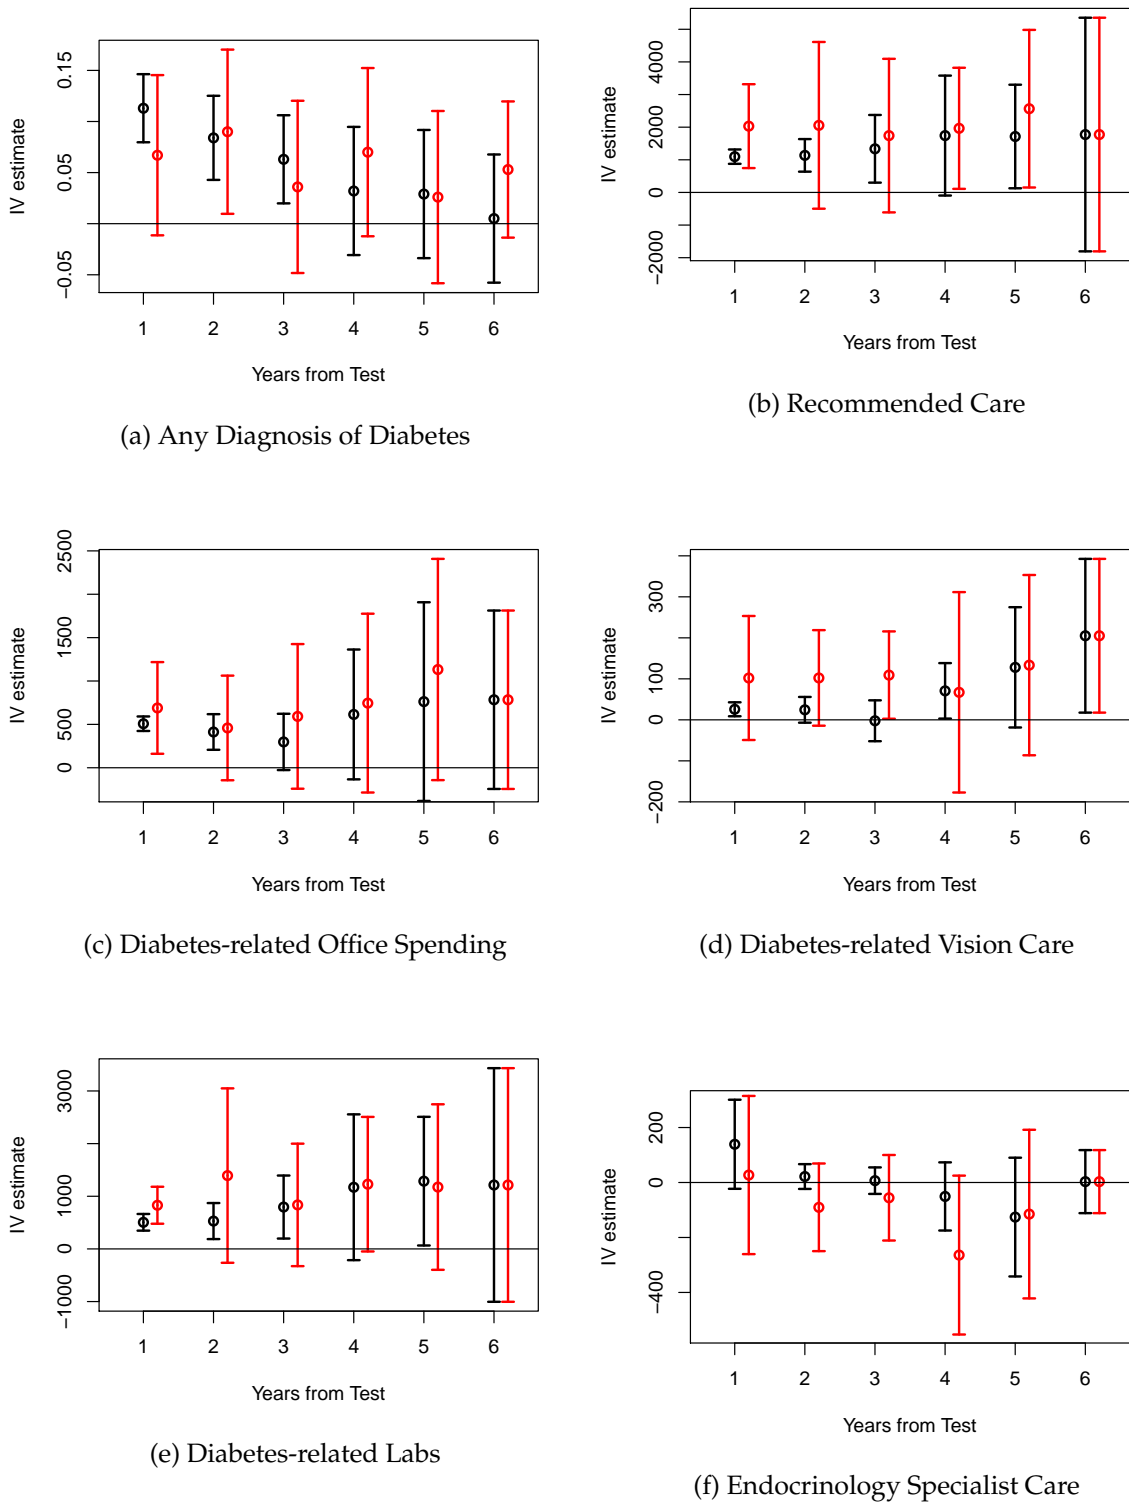 IV estimate
0.15
0.05
−0.05
1 2 3 4 5 6
Years from Test
(a) Any Diagnosis of Diabetes
IV estimate
4000
2000
0
−2000
1 2 3 4 5 6
Years from Test
(b) Recommended Care
IV estimate
2500
1500
500
0
1 2 3 4 5 6
Years from Test
(c) Diabetes-related Office Spending
IV estimate
300
100
0
−200
1 2 3 4 5 6
Years from Test
(d) Diabetes-related Vision Care
IV estimate
3000
1000
0
−1000
1 2 3 4 5 6
Years from Test
(e) Diabetes-related Labs
IV estimate
200
0
−400
1 2 3 4 5 6
Years from Test
(f) Endocrinology Specialist Care